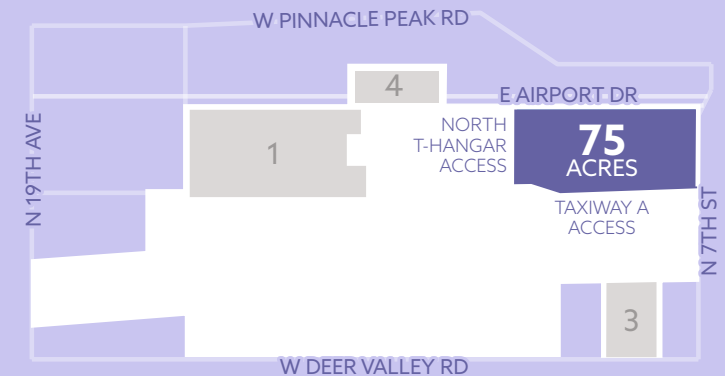 W PINNACLE PEAK RD
4
E AIRPORT DR
N 19TH AVE
1
NORTH
T-HANGAR
ACCESS
75
ACRES
TAXIWAY A
ACCESS
N 7TH ST
3
W DEER VALLEY RD